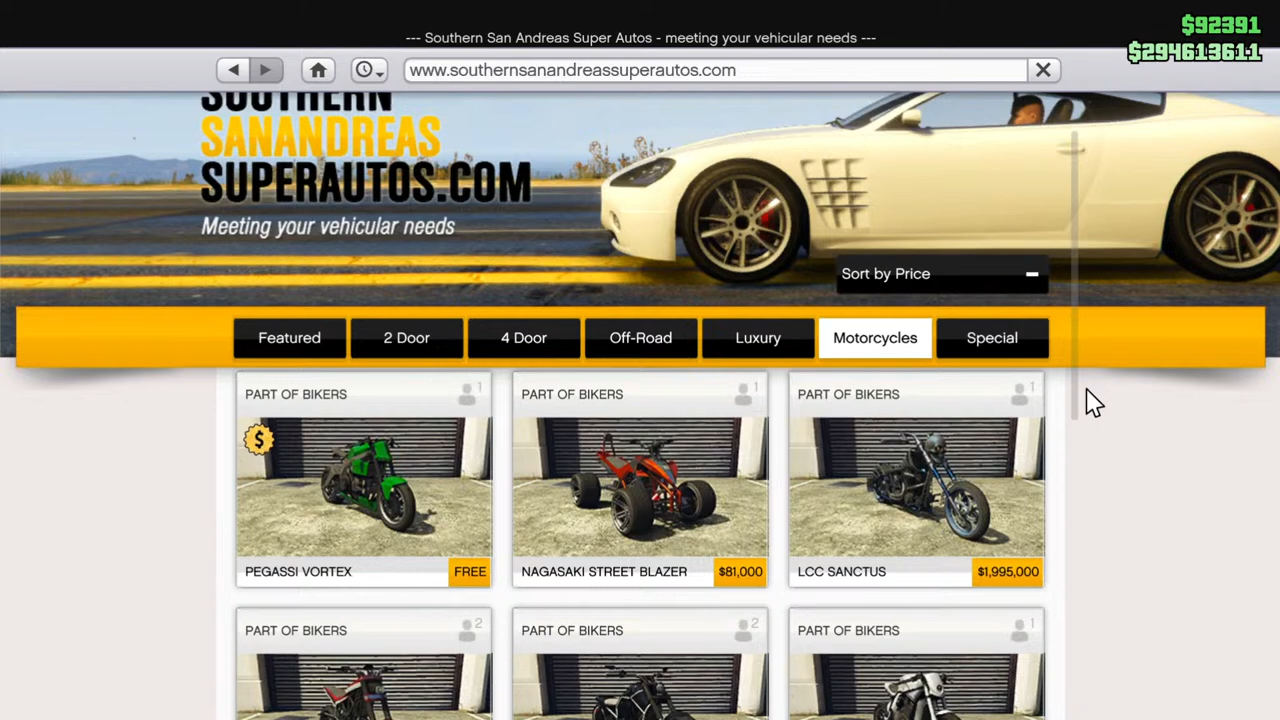 --- Southern San Andreas Super Autos - meeting your vehicular needs ---
$92391
$294613611
www.southernsanandreassuperautos.com
SOUTHERN
SANANDREAS
SUPERAUTOS.COM
Meeting your vehicular needs
Sort by Price
Featured
2 Door
4 Door
Off-Road
Luxury
Motorcycles
Special
PART OF BIKERS
1
PART OF BIKERS
1
PART OF BIKERS
1
$
PEGASSI VORTEX
FREE
NAGASAKI STREET BLAZER
$81,000
LCC SANCTUS
$1,995,000
PART OF BIKERS
2
PART OF BIKERS
2
PART OF BIKERS
1